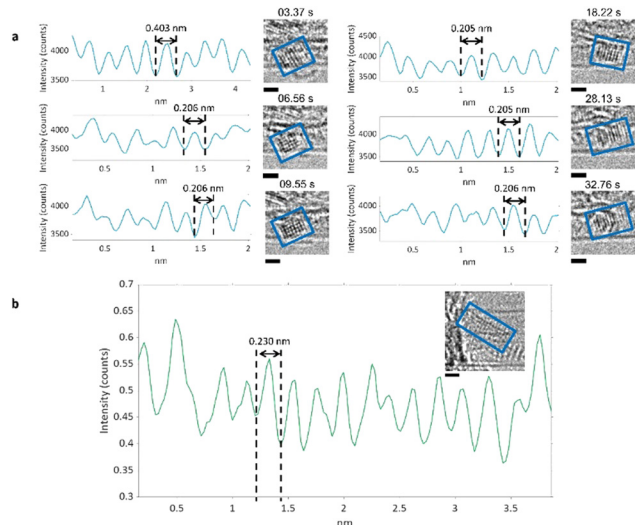 a
0.403 nm
03.37 s
Intensity (counts)
4000
3500
1
2
3
4
nm
0.206 nm
06.56 s
Intensity (counts)
4000
3500
0.5
1
1.5
2
nm
0.206 nm
09.55 s
Intensity (counts)
4000
3500
0.5
1
1.5
2
nm
0.205 nm
18.22 s
Intensity (counts)
4000
3500
0.5
1
1.5
2
nm
0.205 nm
28.13 s
Intensity (counts)
4000
3500
0.5
1
1.5
2
nm
0.206 nm
32.76 s
Intensity (counts)
4000
3500
0.5
1
1.5
2
nm
b
0.230 nm
Intensity (counts)
0.7
0.65
0.6
0.55
0.5
0.45
0.4
0.35
0.3
0.5
1
1.5
2
2.5
3
3.5
nm